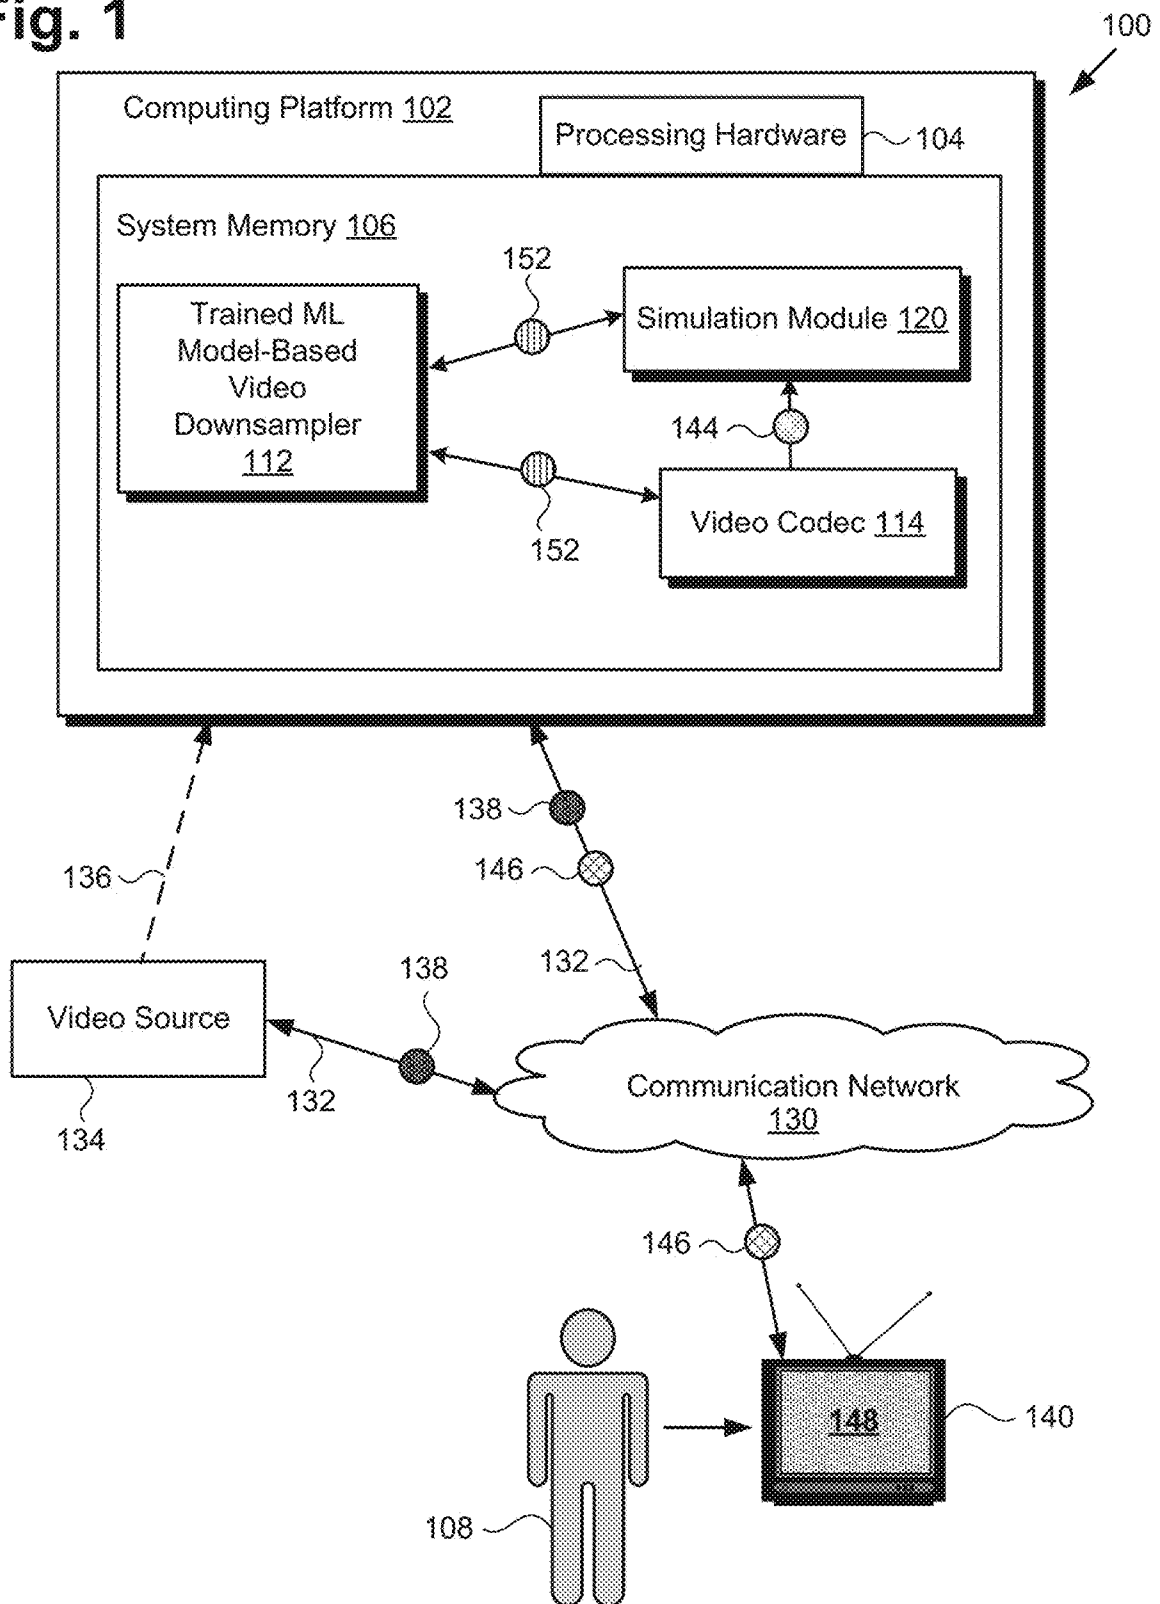 Fig. 1
100
Computing Platform 102
Processing Hardware
104
System Memory 106
152
Trained ML
Model-Based
Video
Downsampler
112
Simulation Module 120
144
152
Video Codec 114
138
146
136
132
138
Video Source
132
134
Communication Network
130
146
148
140
108